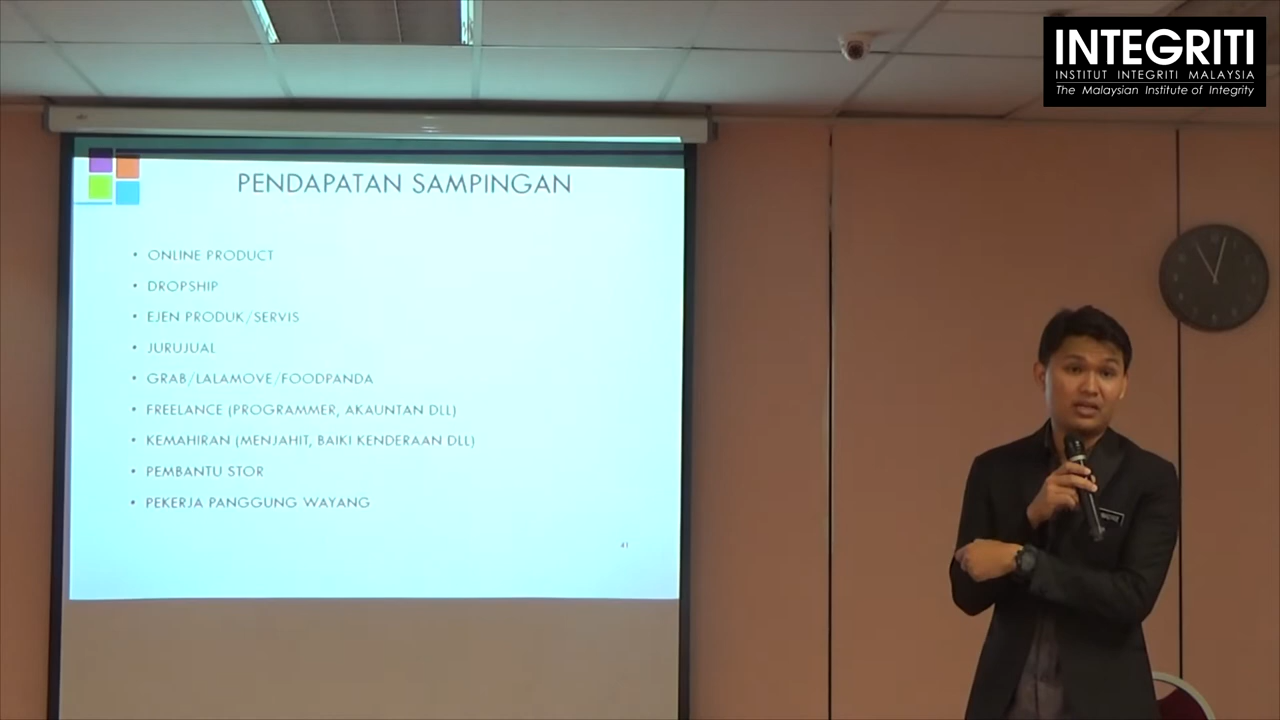 INTEGRITI
INSTITUT INTEGRITI MALAYSIA
The Malaysian Institute of Integrity
PENDAPATAN SAMPINGAN
• ONLINE PRODUCT
• DROPSHIP
• EJEN PRODUK/SERVIS
• JURUJUAL
• GRAB/LALAMOVE/FOODPANDA
• FREELANCE (PROGRAMMER, AKAUNTAN DLL)
• KEMAHIRAN (MENJAHIT, BAIKI KENDERAAN DLL)
• PEMBANTU STOR
• PEKERJA PANGGUNG WAYANG
41